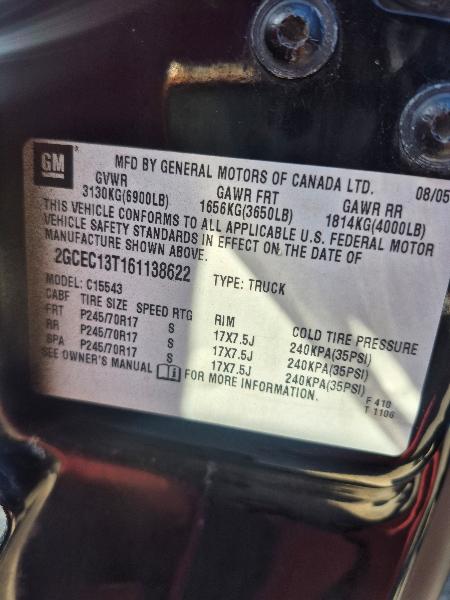 GM
MFD BY GENERAL MOTORS OF CANADA LTD. 08/05
GVWR GAWR FRT GAWR RR
3130KG(6900LB) 1656KG(3650LB) 1814KG(4000LB)
THIS VEHICLE CONFORMS TO ALL APPLICABLE U.S. FEDERAL MOTOR
VEHICLE SAFETY STANDARDS IN EFFECT ON THE DATE OF
MANUFACTURE SHOWN ABOVE.
2GCEC13T161138622 TYPE: TRUCK
MODEL: C15543
CABF TIRE SIZE SPEED RTG RIM COLD TIRE PRESSURE
FRT P245/70R17 S 17X7.5J 240KPA(35PSI)
RR P245/70R17 S 17X7.5J 240KPA(35PSI)
SPA P245/70R17 S 17X7.5J 240KPA(35PSI)
SEE OWNER'S MANUAL FOR MORE INFORMATION.
F 410
T 1106